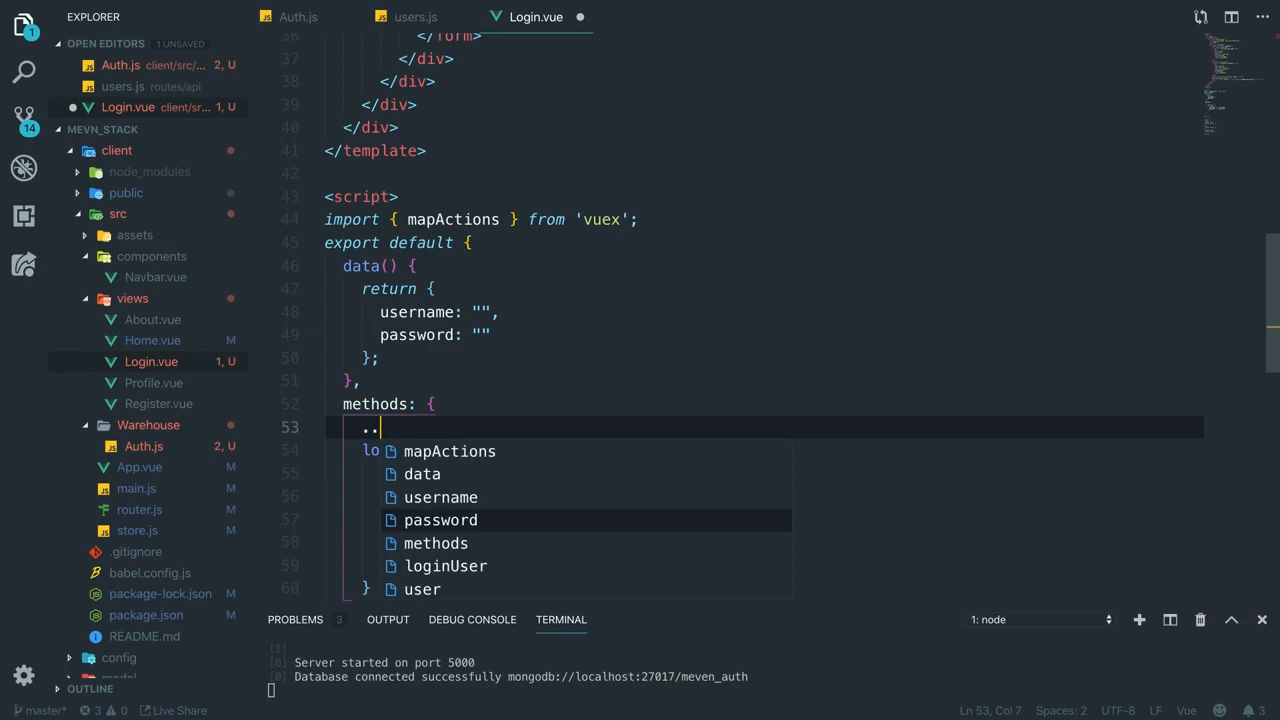 1
EXPLORER
Auth.js
users.js
Login.vue
OPEN EDITORS 1 UNSAVED
Auth.js client/src/... 2, U
users.js routes/api
Login.vue client/sr... 1, U
14
MEVN_STACK
client
node_modules
public
src
assets
components
Navbar.vue
views
About.vue
Home.vue M
Login.vue 1, U
Profile.vue
Register.vue
Warehouse
Auth.js 2, U
App.vue M
main.js M
router.js M
store.js M
.gitignore
babel.config.js
package-lock.json M
package.json M
README.md
config
OUTLINE
36 </form>
37 </div>
38 </div>
39 </div>
40 </div>
41 </template>
42
43 <script>
44 import { mapActions } from 'vuex';
45 export default {
46 data() {
47 return {
48 username: "",
49 password: ""
50 };
51 },
52 methods: {
53 ..
54 lo
55
56
57
58
59
60 }
mapActions
data
username
password
methods
loginUser
user
PROBLEMS 3 OUTPUT DEBUG CONSOLE TERMINAL 1: node
[1]
[0] Server started on port 5000
[0] Database connected successfully mongodb://localhost:27017/meven_auth
master* 3 0 Live Share Ln 53, Col 7 Spaces: 2 UTF-8 LF Vue 3